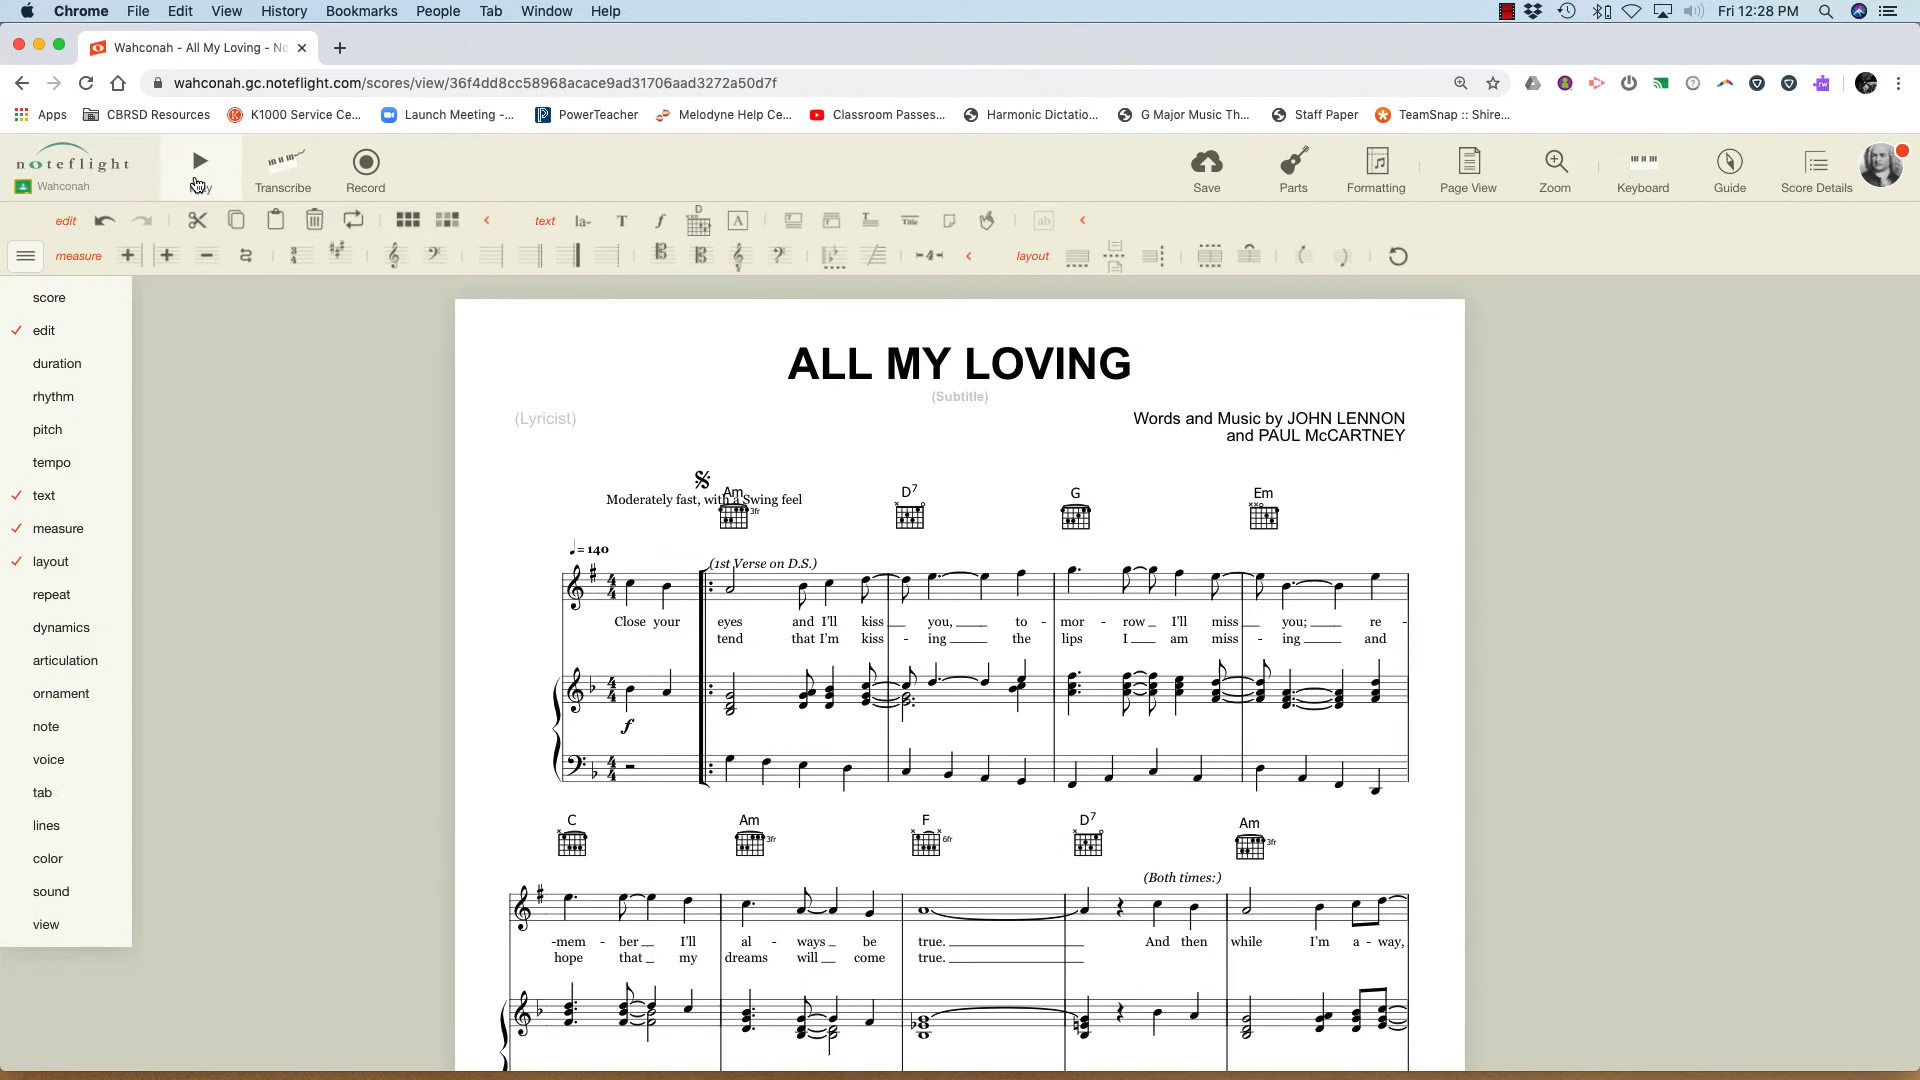 Chrome File Edit View History Bookmarks People Tab Window Help Fri 12:28 PM
Wahconah - All My Loving - No
wahconah.gc.noteflight.com/scores/view/36f4dd8cc58968acace9ad31706aad3272a50d7f
Apps CBRSD Resources K1000 Service Ce... Launch Meeting -... PowerTeacher Melodyne Help Ce... Classroom Passes... Harmonic Dictatio... G Major Music Th... Staff Paper TeamSnap :: Shire...
noteflight
Wahconah
Transcribe Record Save Parts Formatting Page View Zoom Keyboard Guide Score Details
edit text la- T f D A Title ab
measure -4- layout
score
edit
duration
rhythm
pitch
tempo
text
measure
layout
repeat
dynamics
articulation
ornament
note
voice
tab
lines
color
sound
view
ALL MY LOVING
(Subtitle)
(Lyricist)
Words and Music by JOHN LENNON
and PAUL McCARTNEY
Am D7 G Em
Moderately fast, with a Swing feel
3fr
= 140
(1st Verse on D.S.)
Close your eyes and I'll kiss you, to - mor - row I'll miss you; re -
tend that I'm kiss - ing the lips I am miss - ing and
f
C Am F D7 Am
3fr 6fr 3fr
(Both times:)
-mem - ber I'll al - ways be true. And then while I'm a - way,
hope that my dreams will come true.